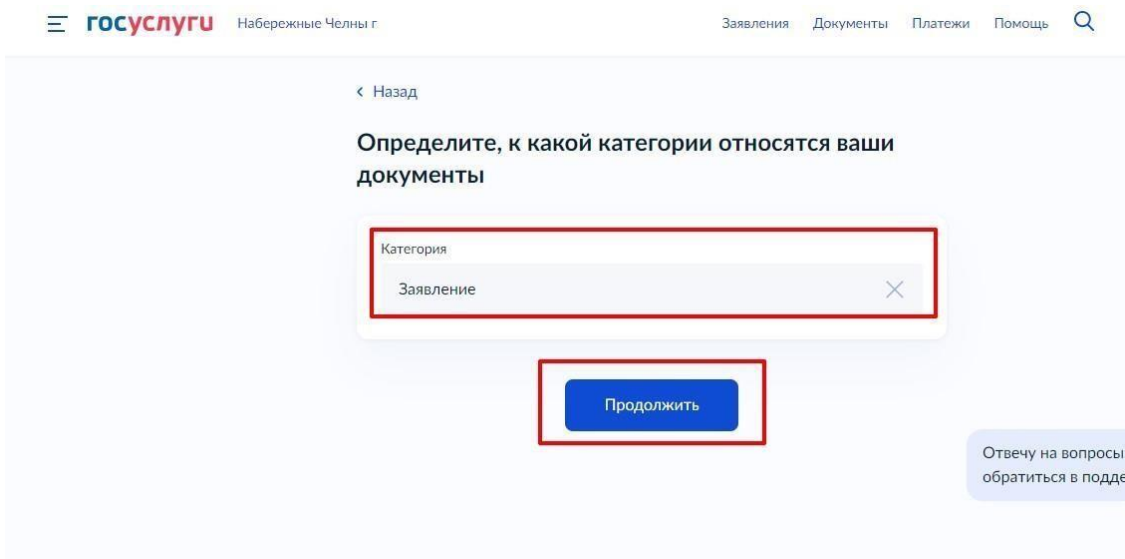 госуслуги Набережные Челны г Заявления Документы Платежи Помощь
Назад
Определите, к какой категории относятся ваши
документы
Категория
Заявление
Продолжить
Отвечу на вопросы
обратиться в